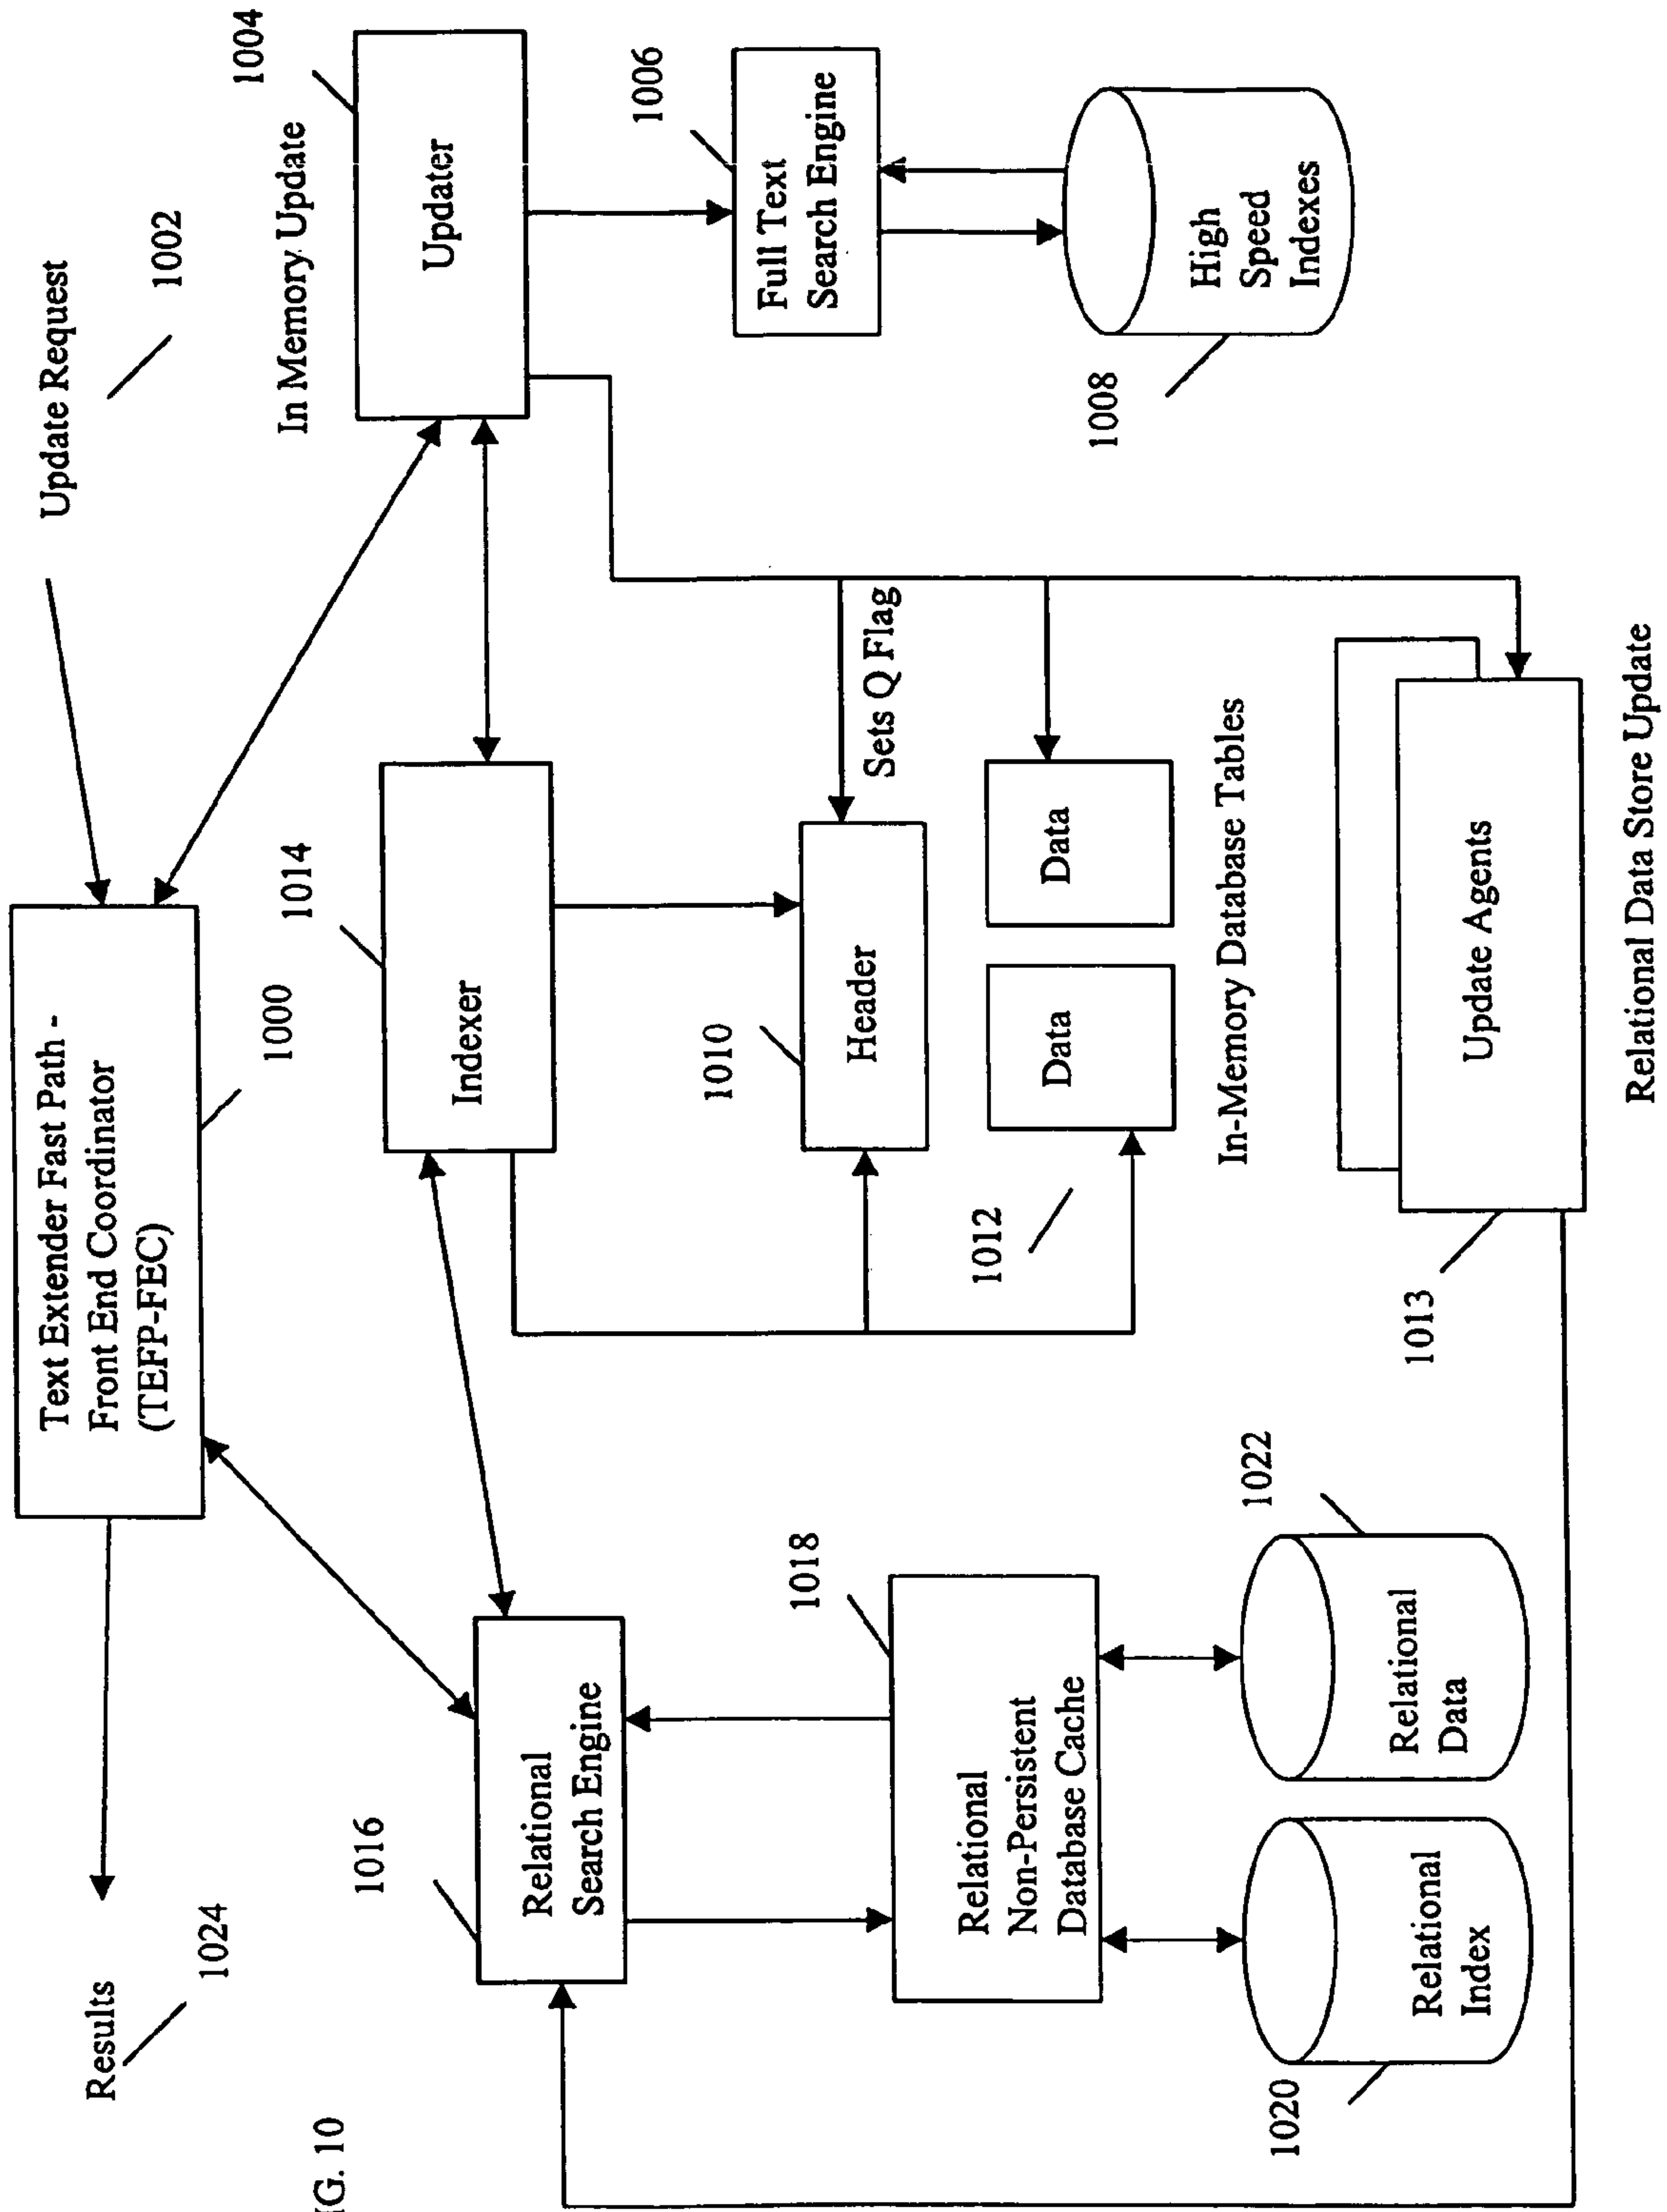 Results
1024
Text Extender Fast Path -
Front End Coordinator
(TEFP-FEC)
1000
Update Request
1002
IG. 10
1016
Relational
Search Engine
1014
Indexer
In Memory Update
1004
Updater
1018
Relational
Non-Persistent
Database Cache
1010
Header
Sets Q Flag
1006
Full Text
Search Engine
1012
Data
Data
In-Memory Database Tables
1008
High
Speed
Indexes
1020
Relational
Index
1022
Relational
Data
1013
Update Agents
Relational Data Store Update